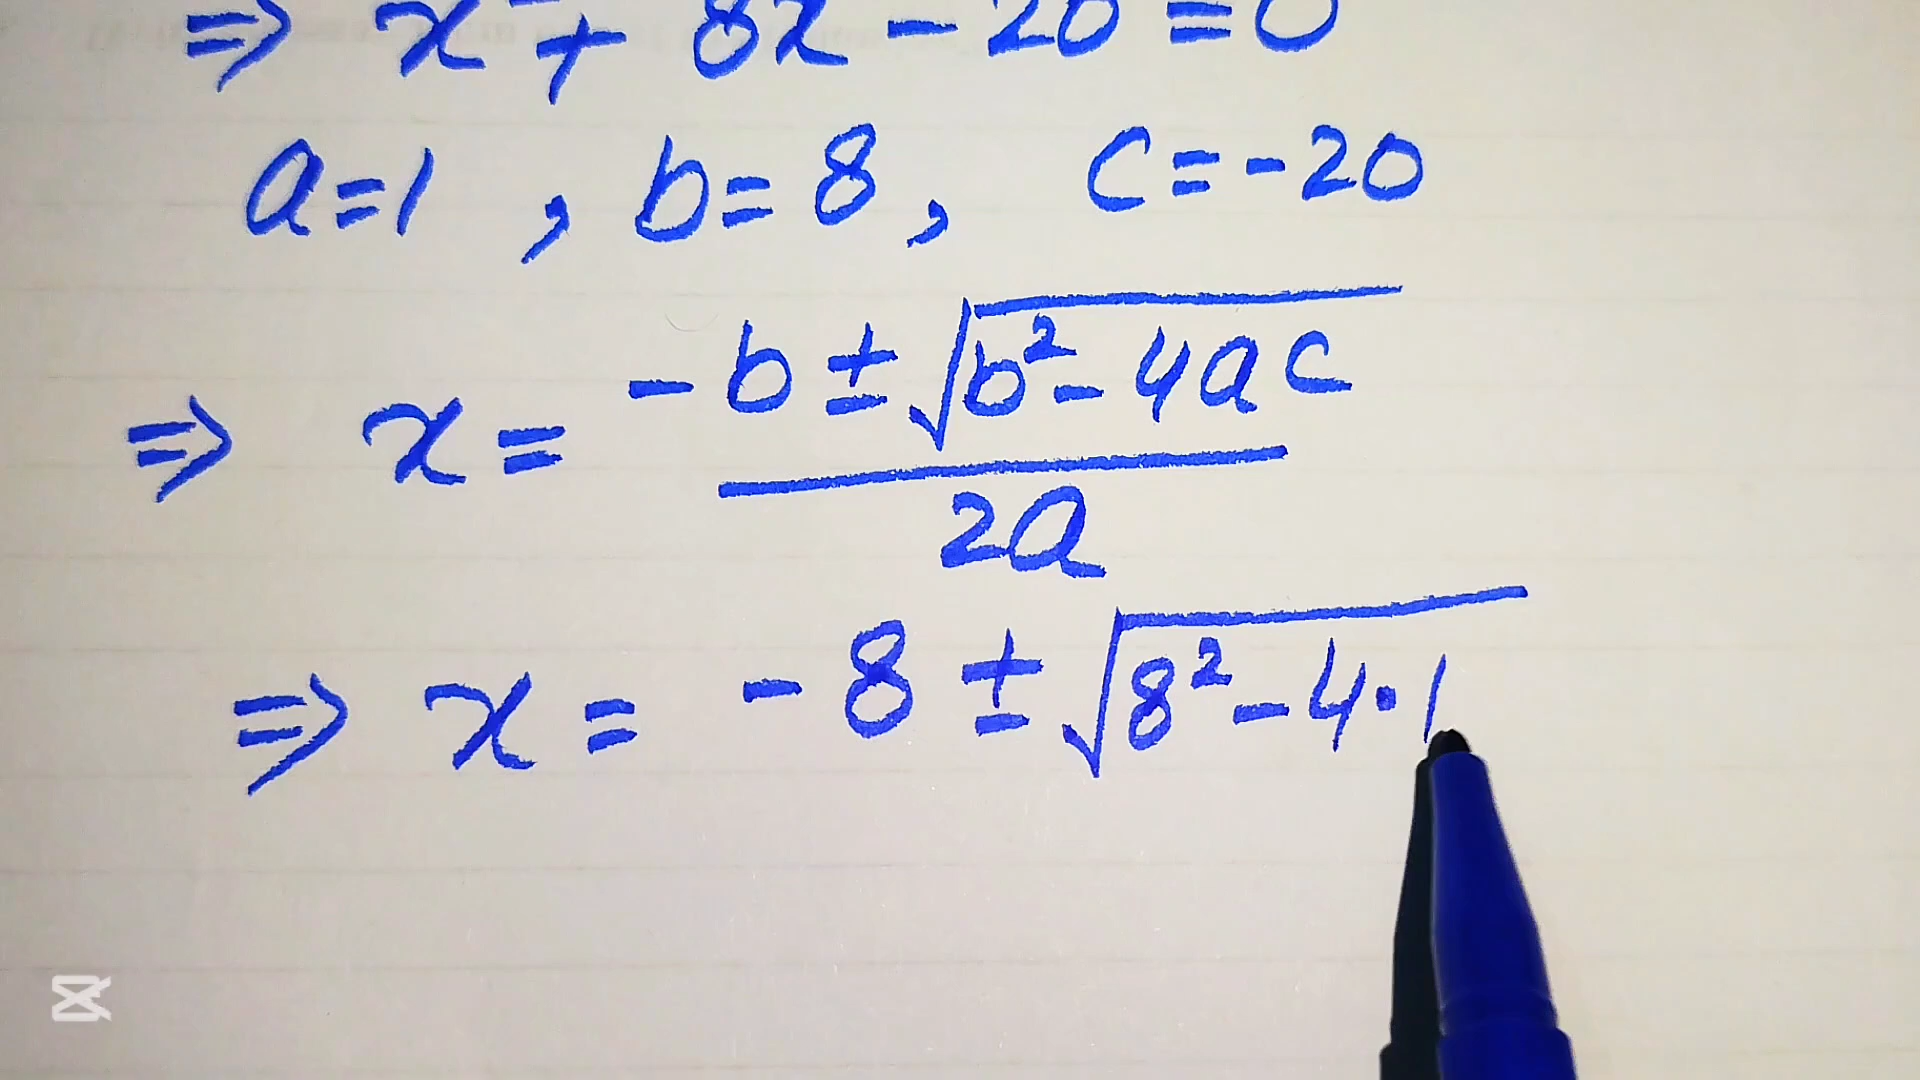 ⇒ x² + 8x - 20 = 0
a=1 , b=8 , c=-20
⇒ x = -b ± √(b² - 4ac) / 2a
⇒ x = -8 ± √(8² - 4·1